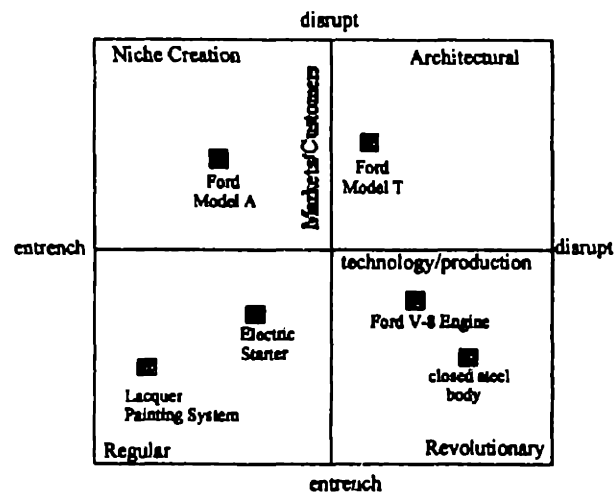 disrupt
Niche Creation
Architectural
Markets/Customers
Ford
Model A
Ford
Model T
entrench
disrupt
technology/production
Ford V-8 Engine
Electric
Starter
closed steel
body
Lacquer
Painting System
Regular
Revolutionary
entrench